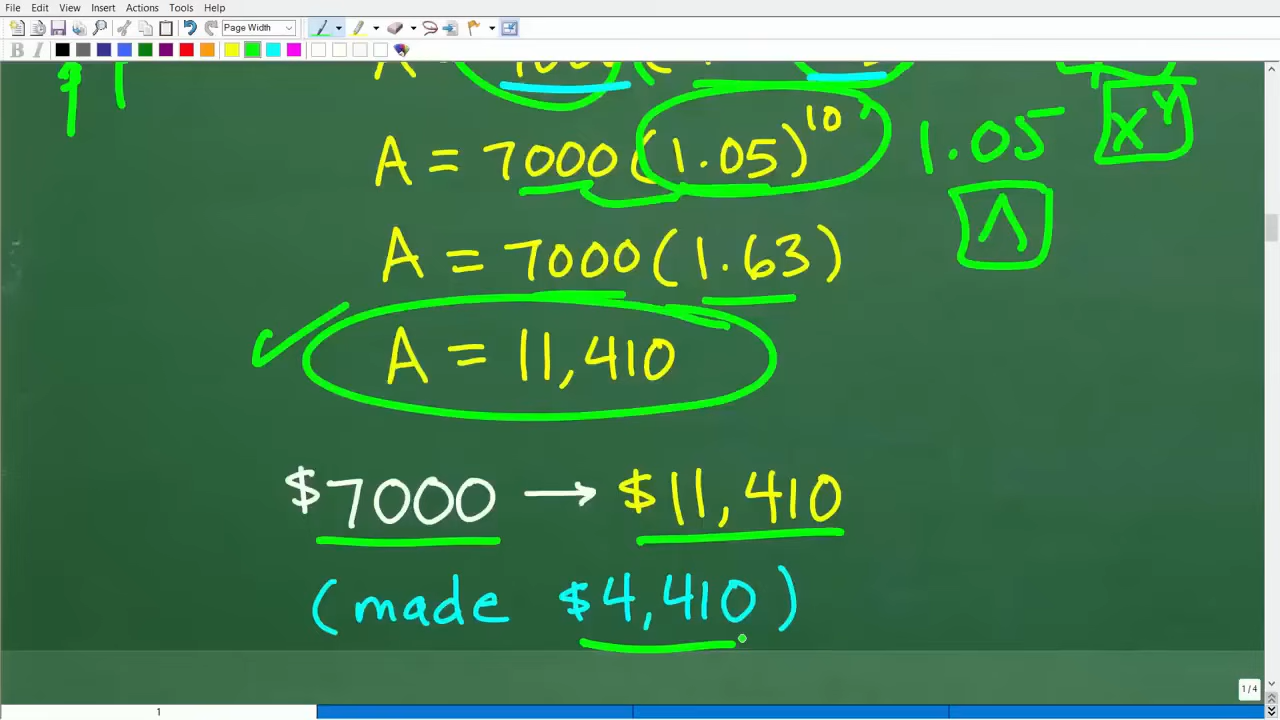 File Edit View Insert Actions Tools Help
Page Width
B I
A = 7000(1.05)^10 1.05 x^y
^
A = 7000(1.63)
A = 11,410
$7000 → $11,410
(made $4,410)
1/4
1